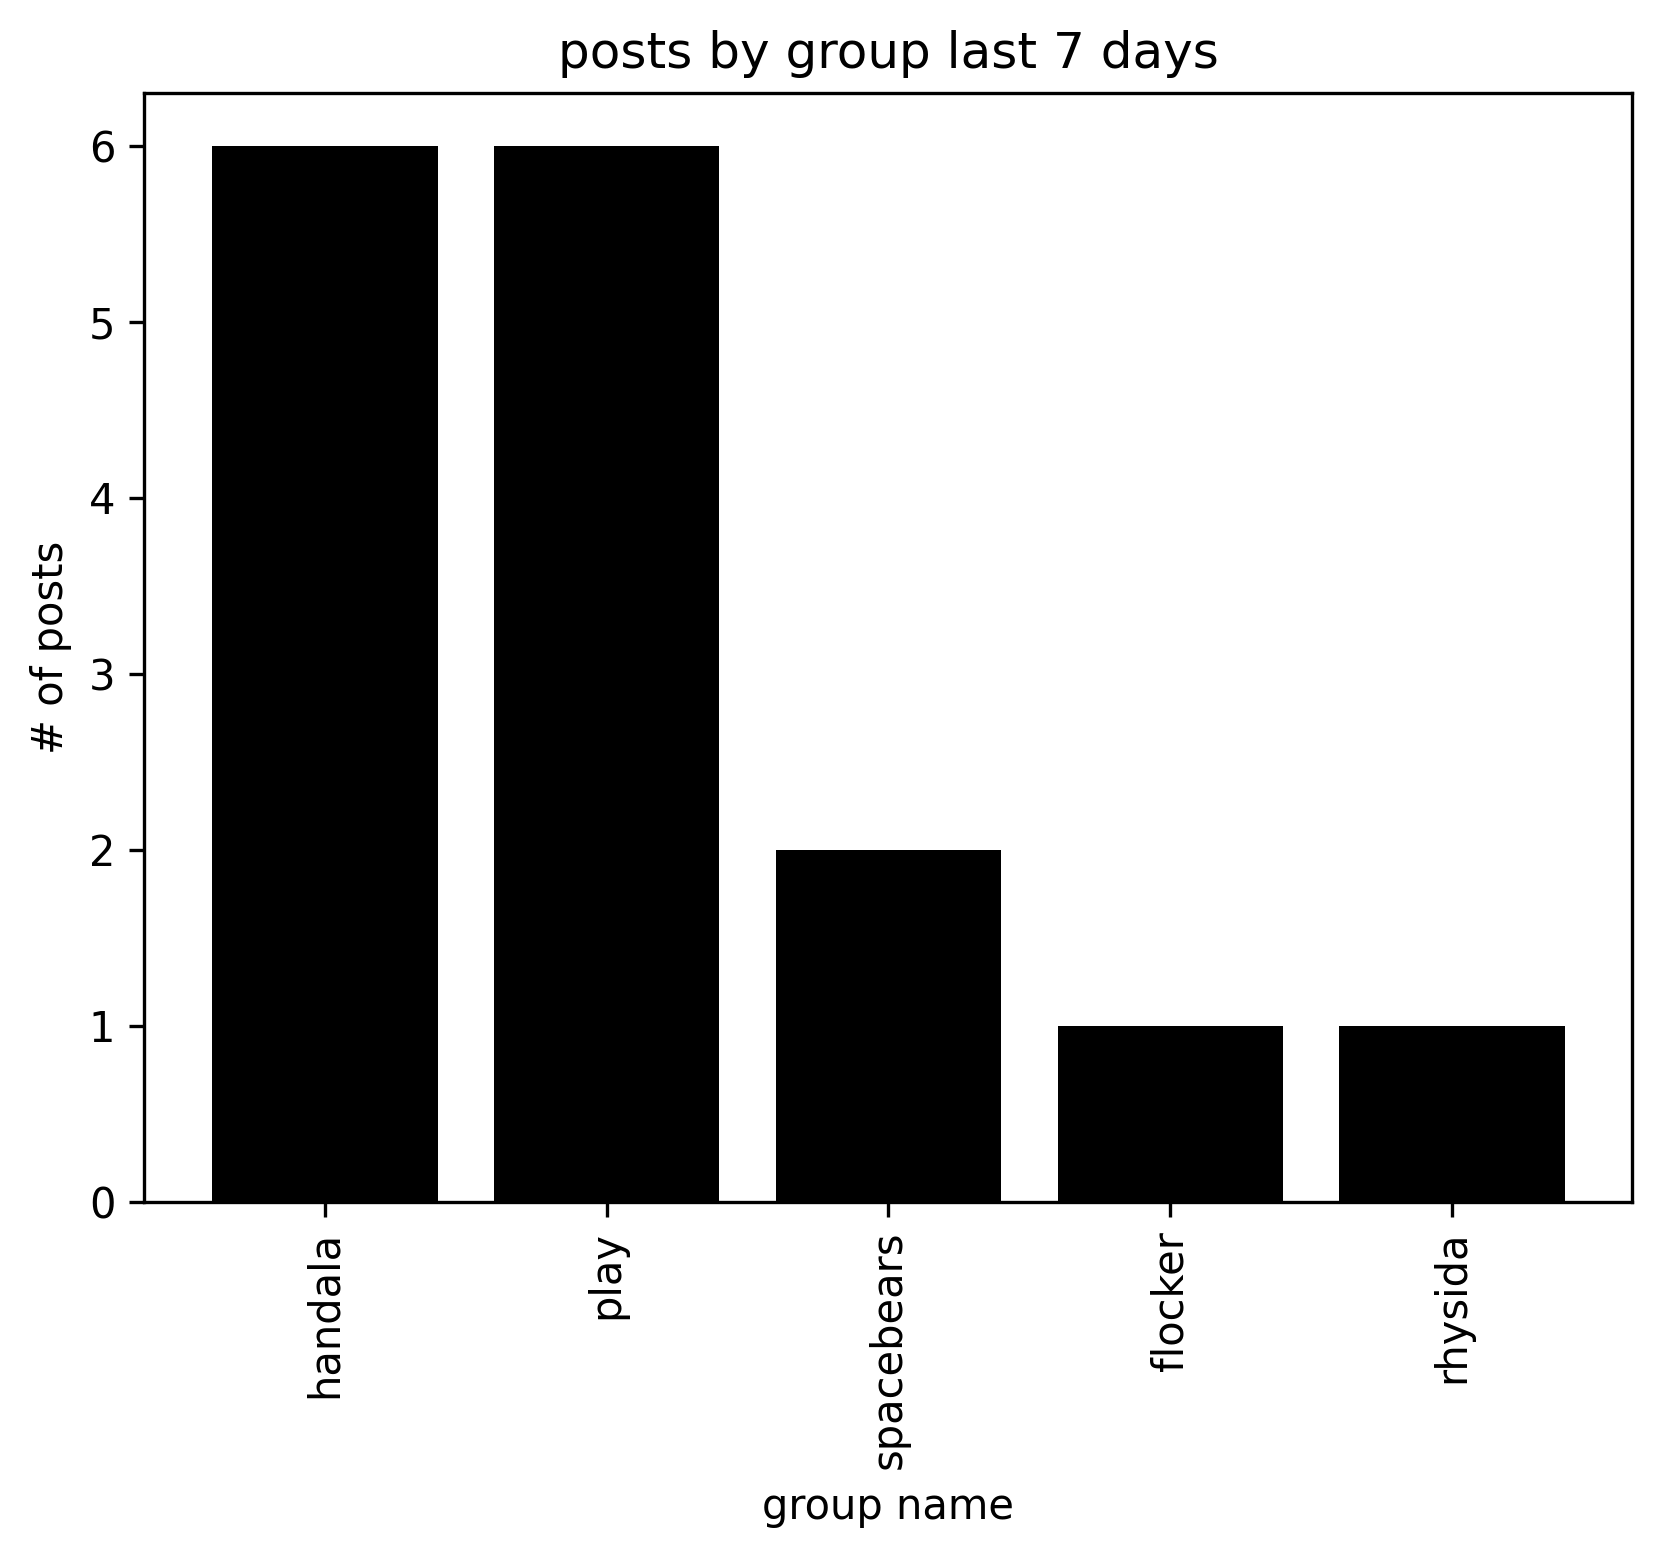 posts by group last 7 days
# of posts
6
5
4
3
2
1
0
handala
play
spacebears
flocker
rhysida
group name